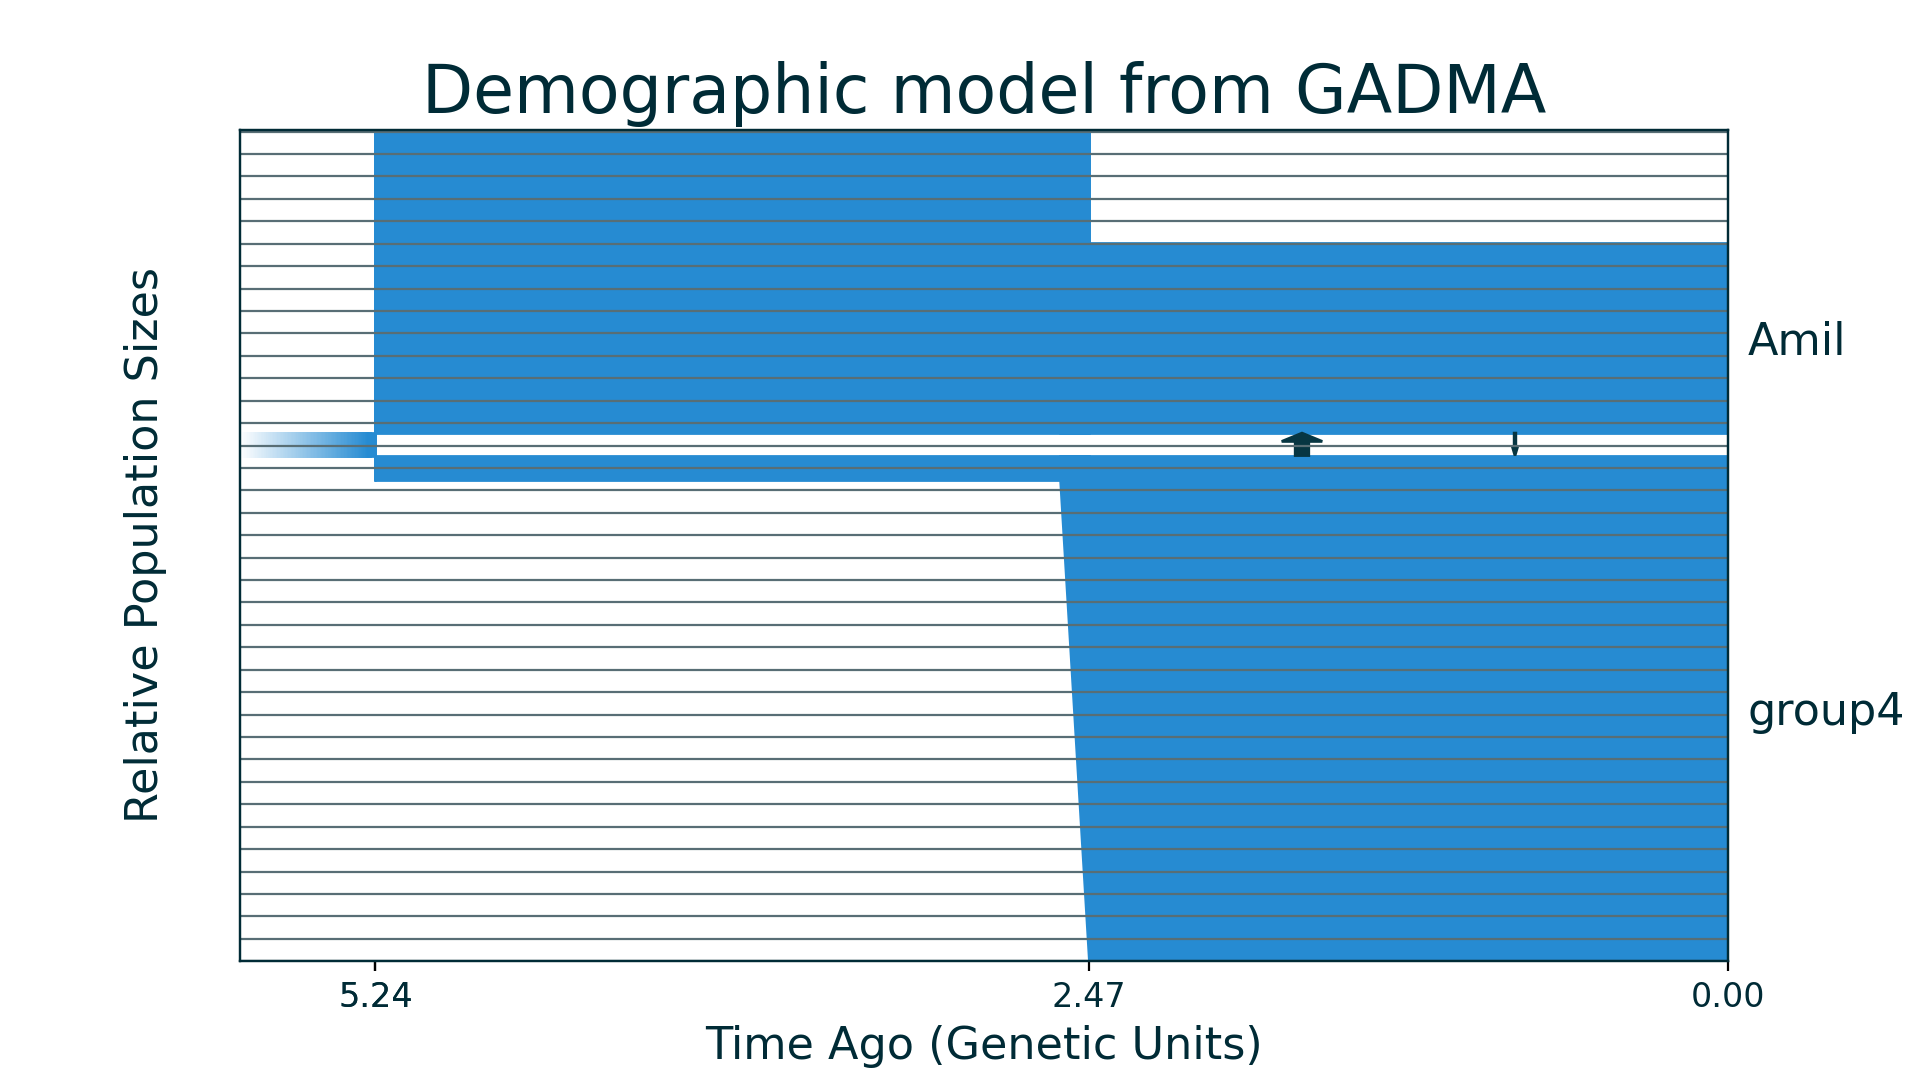 Demographic model from GADMA
Relative Population Sizes
Amil
group4
5.24
2.47
0.00
Time Ago (Genetic Units)